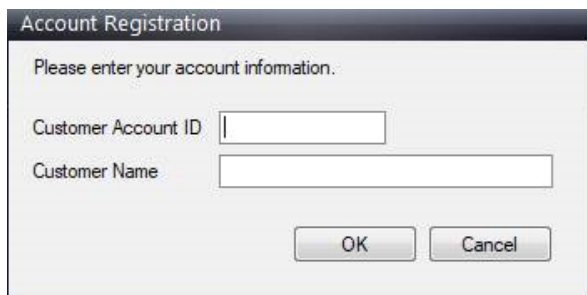 Account Registration
Please enter your account information.
Customer Account ID
Customer Name
OK Cancel